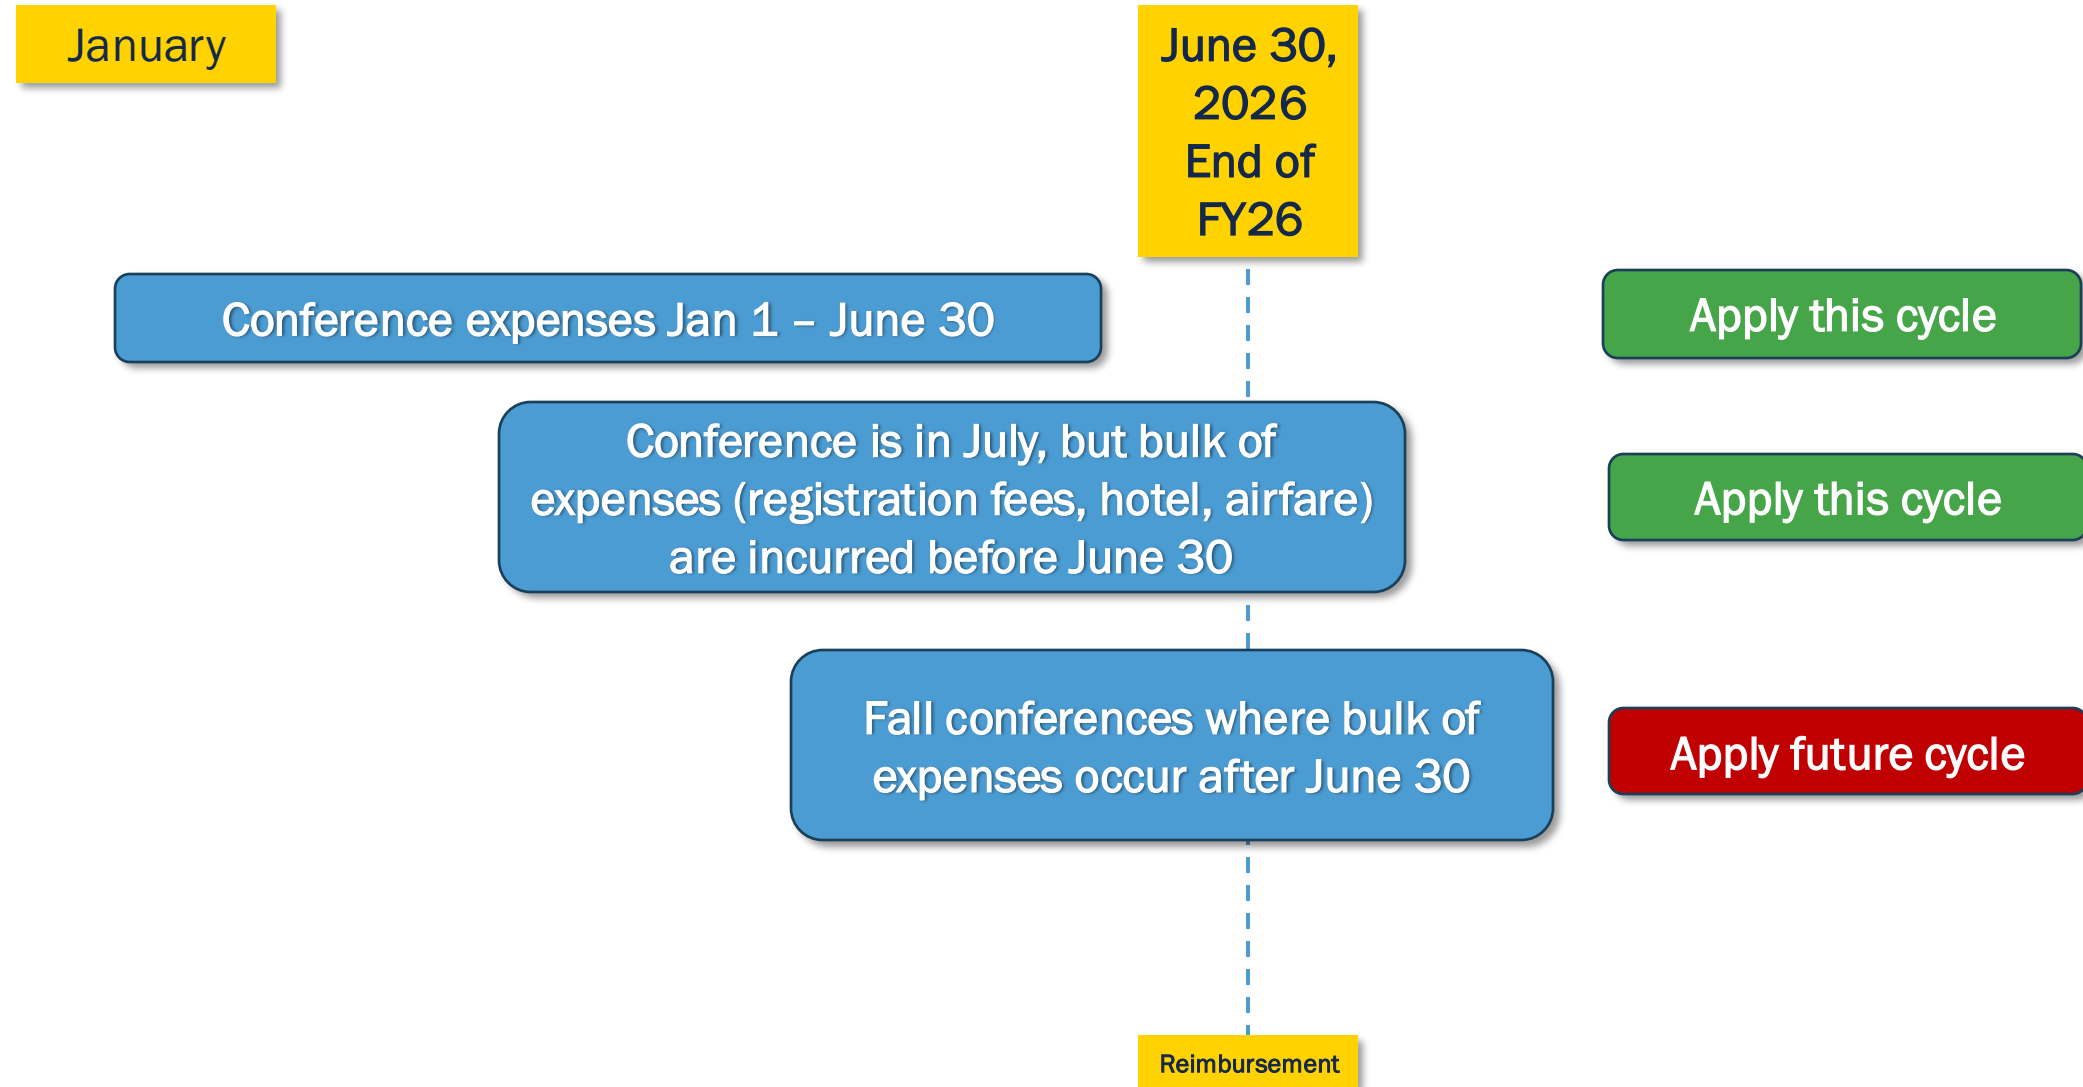 January
June 30,
2026
End of
FY26
Conference expenses Jan 1 – June 30
Apply this cycle
Conference is in July, but bulk of
expenses (registration fees, hotel, airfare)
are incurred before June 30
Apply this cycle
Fall conferences where bulk of
expenses occur after June 30
Apply future cycle
Reimbursement